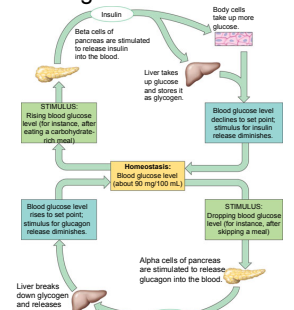 Insulin
Body cells
take up more
glucose.
Beta cells of
pancreas are stimulated
to release insulin
into the blood.
Liver takes
up glucose
and stores it
as glycogen.
STIMULUS:
Rising blood glucose
level (for instance, after
eating a carbohydrate-
rich meal)
Blood glucose level
declines to set point;
stimulus for insulin
release diminishes.
Homeostasis:
Blood glucose level
(about 90 mg/100 mL)
Blood glucose level
rises to set point;
stimulus for glucagon
release diminishes.
STIMULUS:
Dropping blood glucose
level (for instance, after
skipping a meal)
Alpha cells of pancreas
are stimulated to release
glucagon into the blood.
Liver breaks
down glycogen
and releases